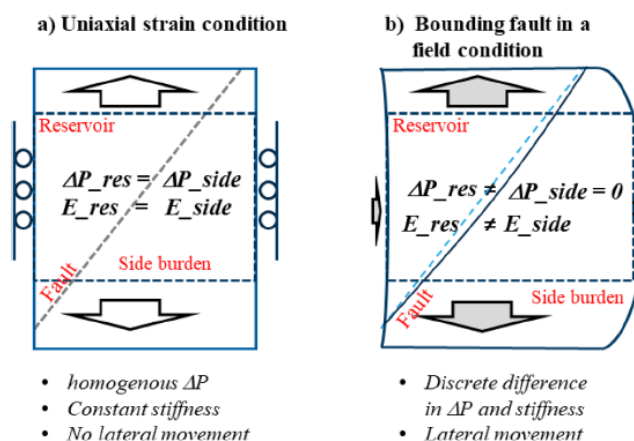 a) Uniaxial strain condition
Reservoir
ΔP_res = ΔP_side
E_res = E_side
Side burden
Fault
• homogenous ΔP
• Constant stiffness
• No lateral movement
b) Bounding fault in a
field condition
Reservoir
ΔP_res ≠ ΔP_side = 0
E_res ≠ E_side
Side burden
Fault
• Discrete difference
in ΔP and stiffness
• Lateral movement